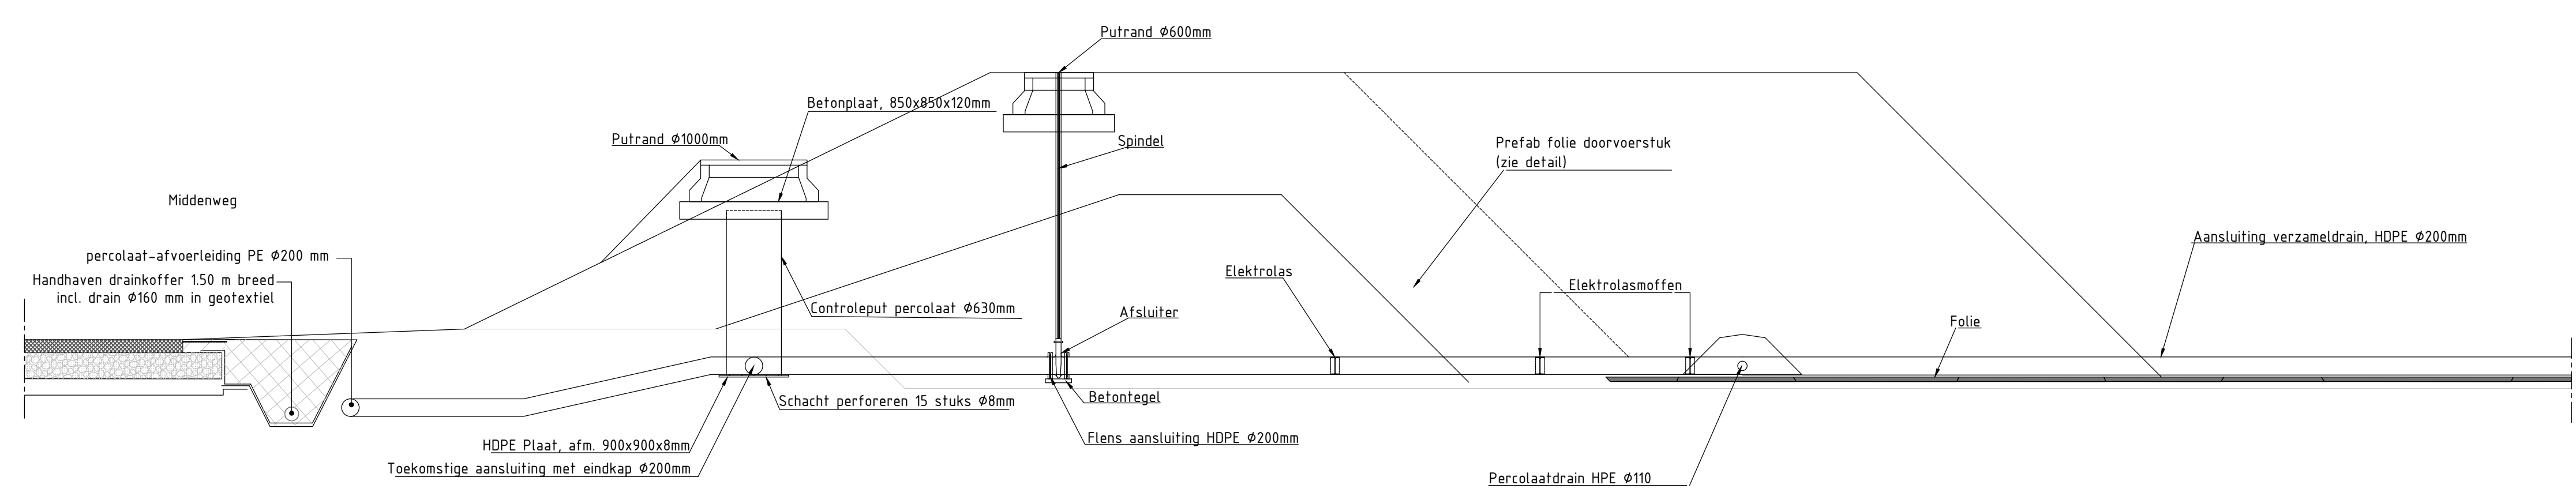 Putrand Ø600mm
Betonplaat, 850x850x120mm
Putrand Ø1000mm
Spindel
Prefab folie doorvoerstuk
(zie detail)
Middenweg
Aansluiting verzameldrain, HDPE Ø200mm
percolaat-afvoerleiding PE Ø200 mm
Handhaven drainkoffer 1.50 m breed
incl. drain Ø160 mm in geotextiel
Elektrolas
Elektrolasmoffen
Controleput percolaat Ø630mm
Afsluiter
Folie
Betontegel
Schacht perforeren 15 stuks Ø8mm
Flens aansluiting HDPE Ø200mm
HDPE Plaat, afm. 900x900x8mm
Toekomstige aansluiting met eindkap Ø200mm
Percolaatdrain HPE Ø110